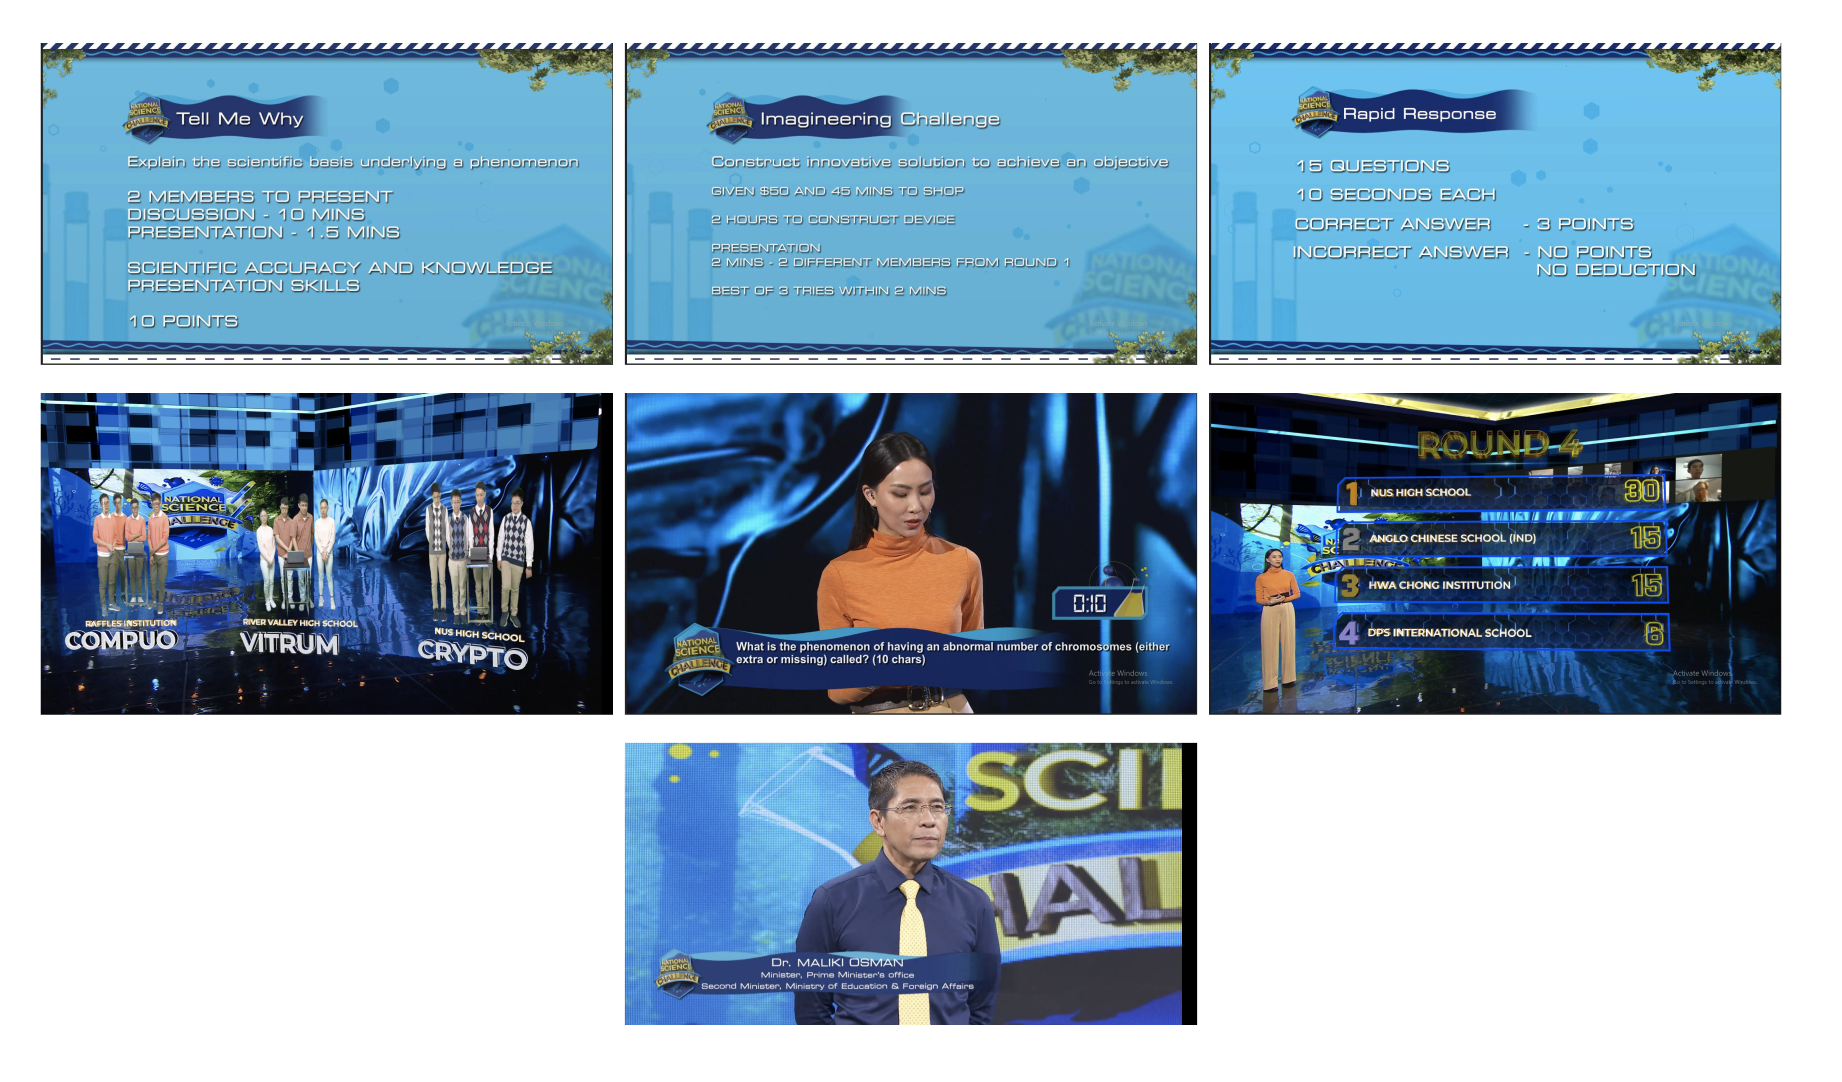 NATIONAL
SCIENCE
CHALLENGE
Tell Me Why
Explain the scientific basis underlying a phenomenon
2 MEMBERS TO PRESENT
DISCUSSION - 10 MINS
PRESENTATION - 1.5 MINS
SCIENTIFIC ACCURACY AND KNOWLEDGE
PRESENTATION SKILLS
10 POINTS
NATIONAL
SCIENCE
CHALLENGE
Imagineering Challenge
Construct innovative solution to achieve an objective
GIVEN $50 AND 45 MINS TO SHOP
2 HOURS TO CONSTRUCT DEVICE
PRESENTATION
2 MINS - 2 DIFFERENT MEMBERS FROM ROUND 1
BEST OF 3 TRIES WITHIN 2 MINS
NATIONAL
SCIENCE
CHALLENGE
Rapid Response
15 QUESTIONS
10 SECONDS EACH
CORRECT ANSWER - 3 POINTS
INCORRECT ANSWER - NO POINTS
NO DEDUCTION
NATIONAL
SCIENCE
CHALLENGE
RAFFLES INSTITUTION
COMPUO
RIVER VALLEY HIGH SCHOOL
VITRUM
NUS HIGH SCHOOL
CRYPTO
0:10
NATIONAL
SCIENCE
CHALLENGE
What is the phenomenon of having an abnormal number of chromosomes (either
extra or missing) called? (10 chars)
Activate Windows
Go to Settings to activate Windows.
ROUND 4
1 NUS HIGH SCHOOL 30
2 ANGLO CHINESE SCHOOL (IND) 15
3 HWA CHONG INSTITUTION 15
4 DPS INTERNATIONAL SCHOOL 6
Activate Windows
Go to Settings to activate Windows.
NATIONAL
SCIENCE
CHALLENGE
Dr. MALIKI OSMAN
Minister, Prime Minister's office
Second Minister, Ministry of Education & Foreign Affairs